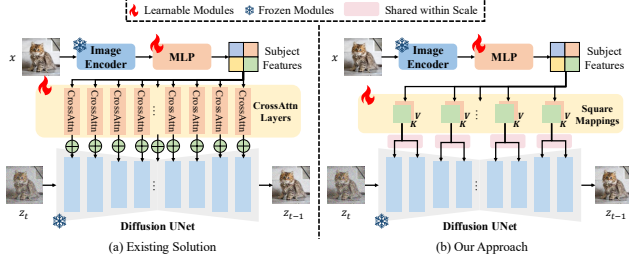 Learnable Modules Frozen Modules Shared within Scale
x Image Encoder MLP Subject Features
CrossAttn CrossAttn CrossAttn CrossAttn CrossAttn CrossAttn CrossAttn CrossAttn
CrossAttn Layers
z_t z_{t-1}
Diffusion UNet
(a) Existing Solution
x Image Encoder MLP Subject Features
V K V K V K V K
Square Mappings
z_t z_{t-1}
Diffusion UNet
(b) Our Approach